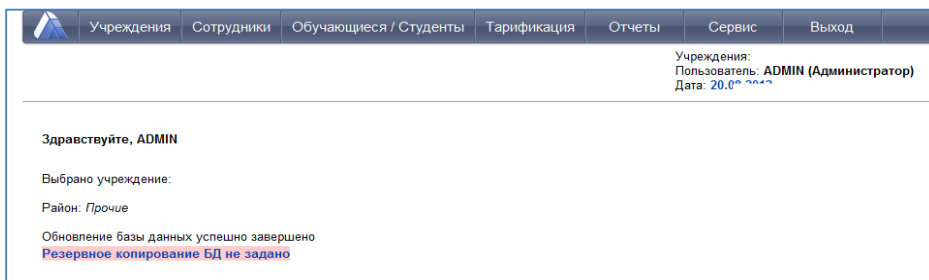 Учреждения Сотрудники Обучающиеся / Студенты Тарификация Отчеты Сервис Выход
Учреждения:
Пользователь: ADMIN (Администратор)
Дата:
Здравствуйте, ADMIN
Выбрано учреждение:
Район: Прочие
Обновление базы данных успешно завершено
Резервное копирование БД не задано